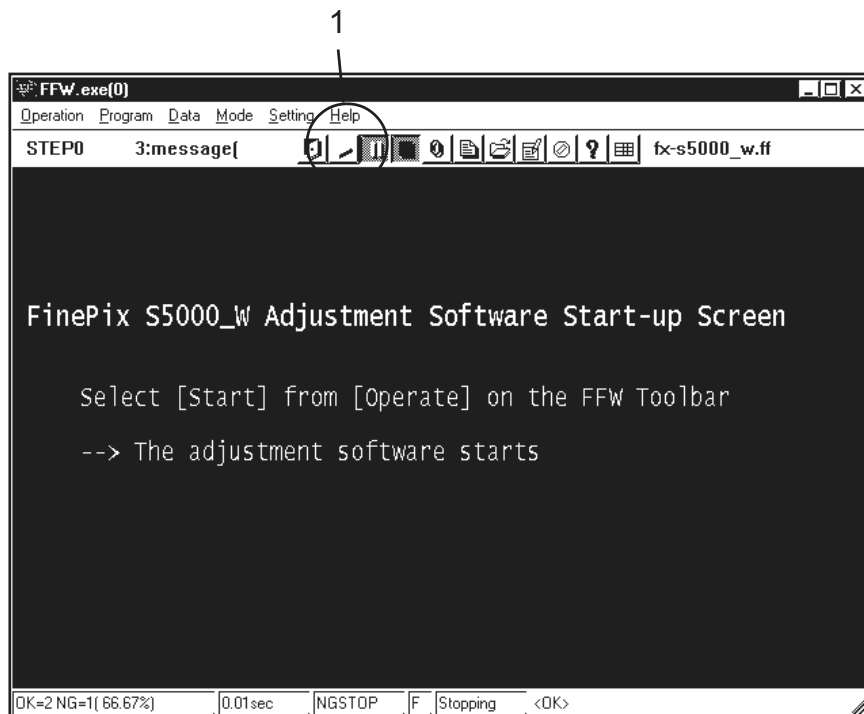 1
FFW.exe(0)
Operation Program Data Mode Setting Help
STEP0 3:message( fx-s5000_w.ff
FinePix S5000_W Adjustment Software Start-up Screen
Select [Start] from [Operate] on the FFW Toolbar
--> The adjustment software starts
OK=2 NG=1( 66.67%) 0.01sec NGSTOP F Stopping <OK>